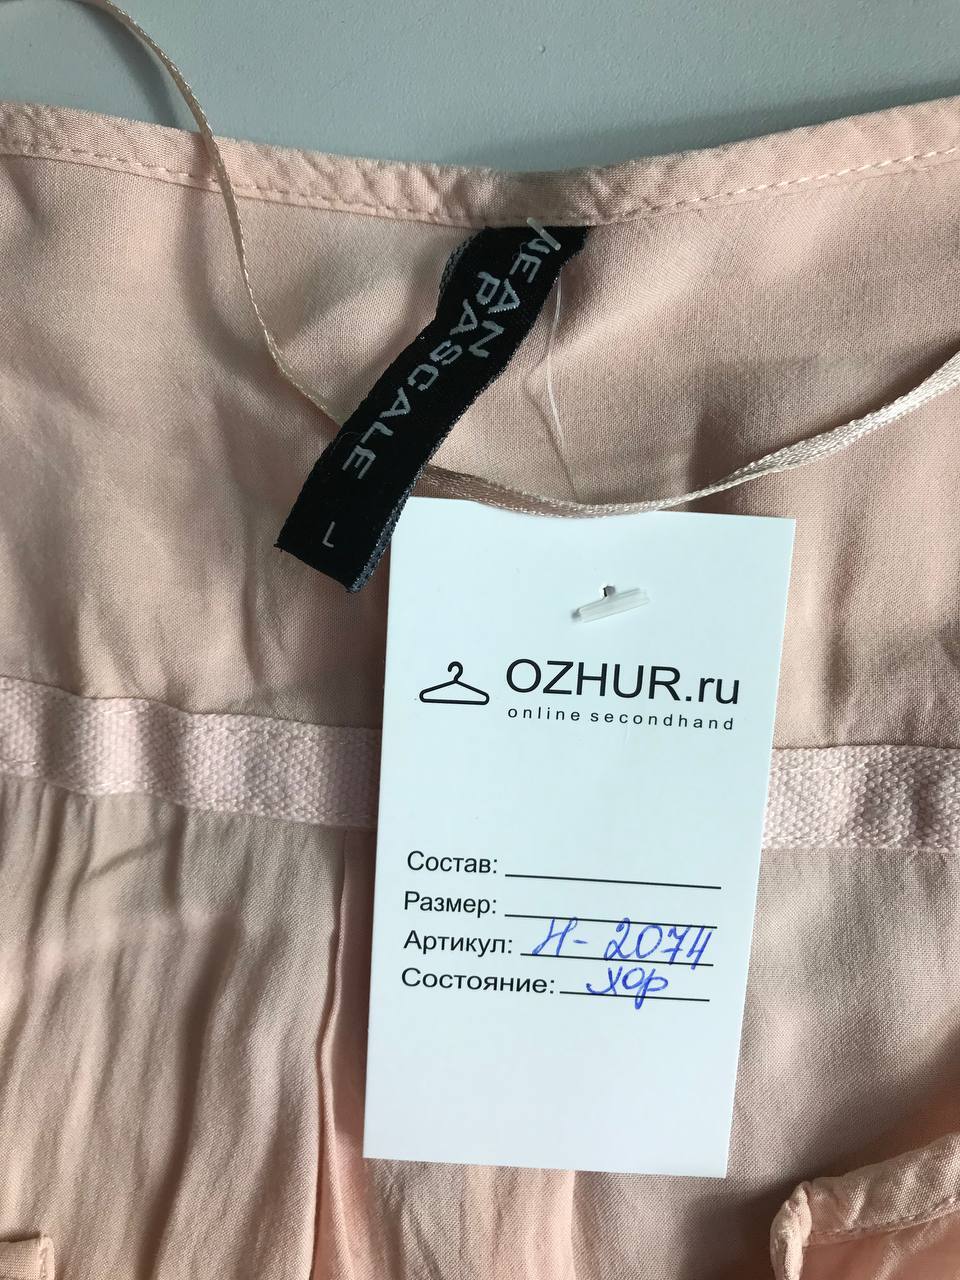 JEAN
PASCALE
L
OZHUR.ru
online secondhand
Состав:
Размер:
Артикул: Н-2074
Состояние: хор